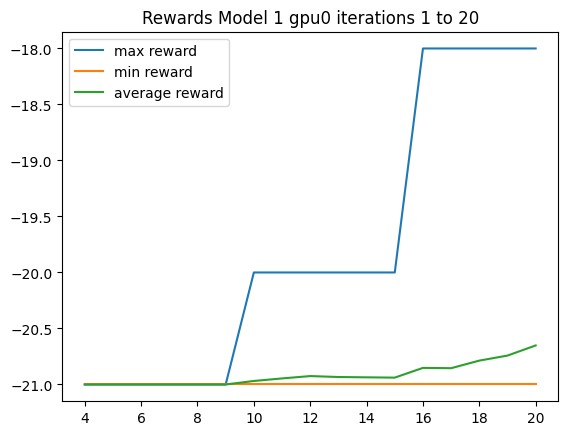 Rewards Model 1 gpu0 iterations 1 to 20
max reward
min reward
average reward
−18.0
−18.5
−19.0
−19.5
−20.0
−20.5
−21.0
4 6 8 10 12 14 16 18 20